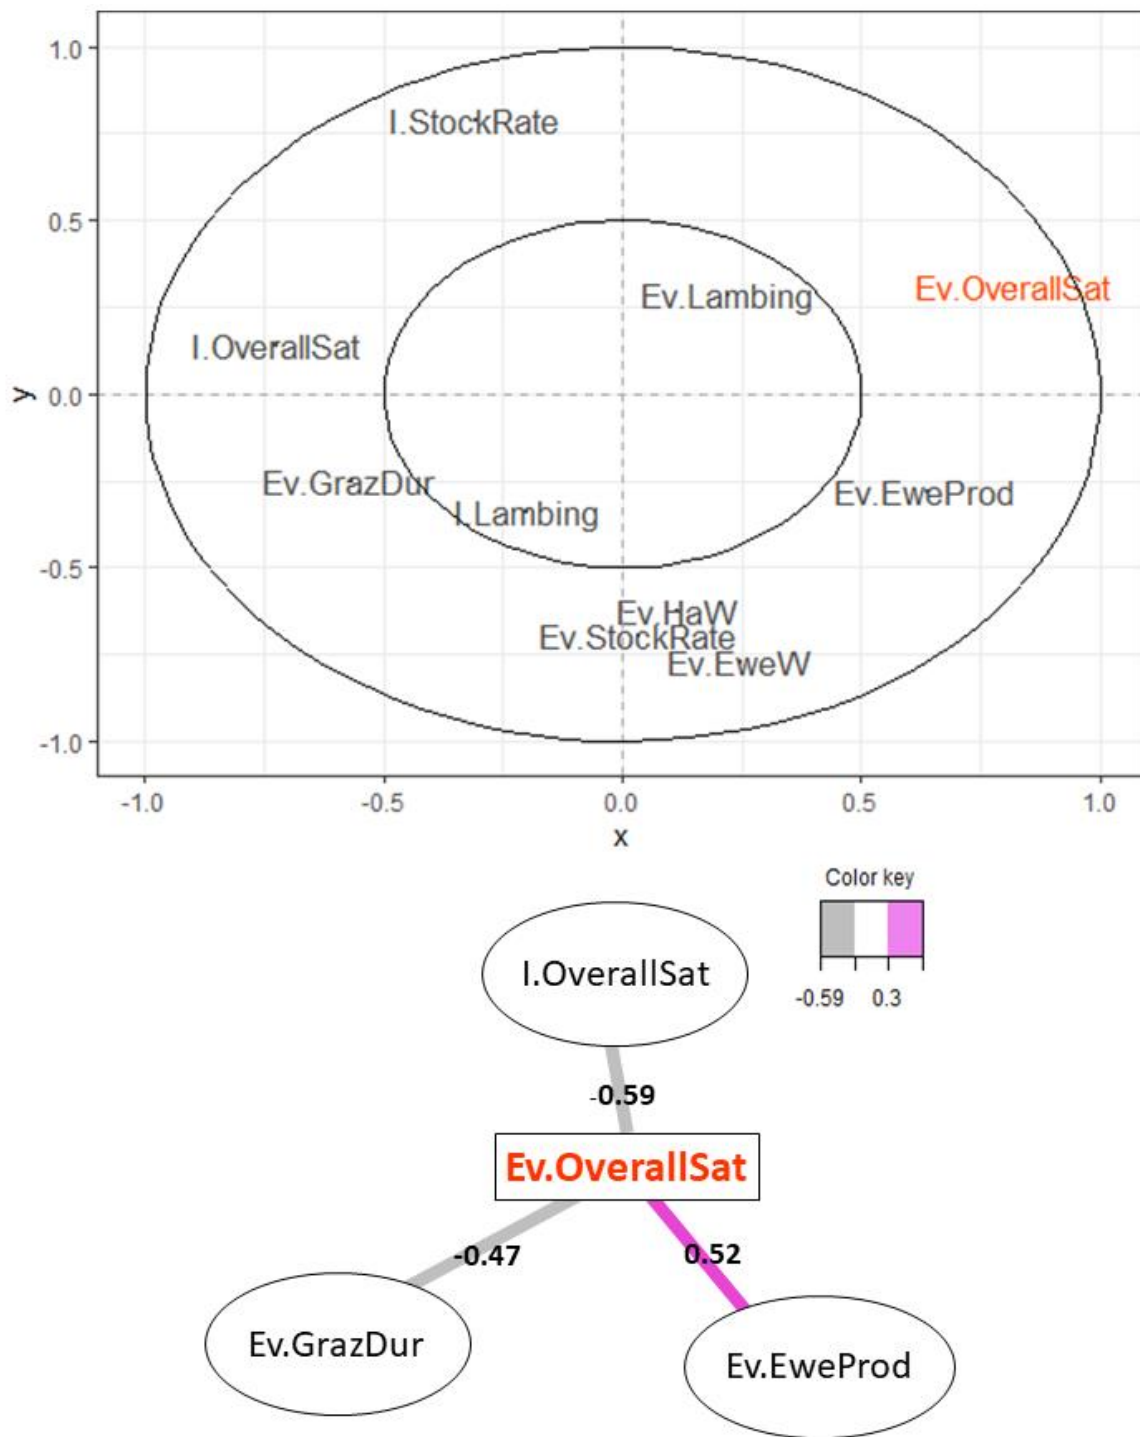 1.0
I.StockRate
0.5
Ev.Lambing
Ev.OverallSat
I.OverallSat
y
0.0
Ev.GrazDur
Ev.EweProd
I.Lambing
-0.5
Ev.HaW
Ev.StockRate
Ev.EweW
-1.0
-1.0 -0.5 0.0 0.5 1.0
x
Color key
-0.59 0.3
I.OverallSat
-0.59
Ev.OverallSat
-0.47 0.52
Ev.GrazDur
Ev.EweProd